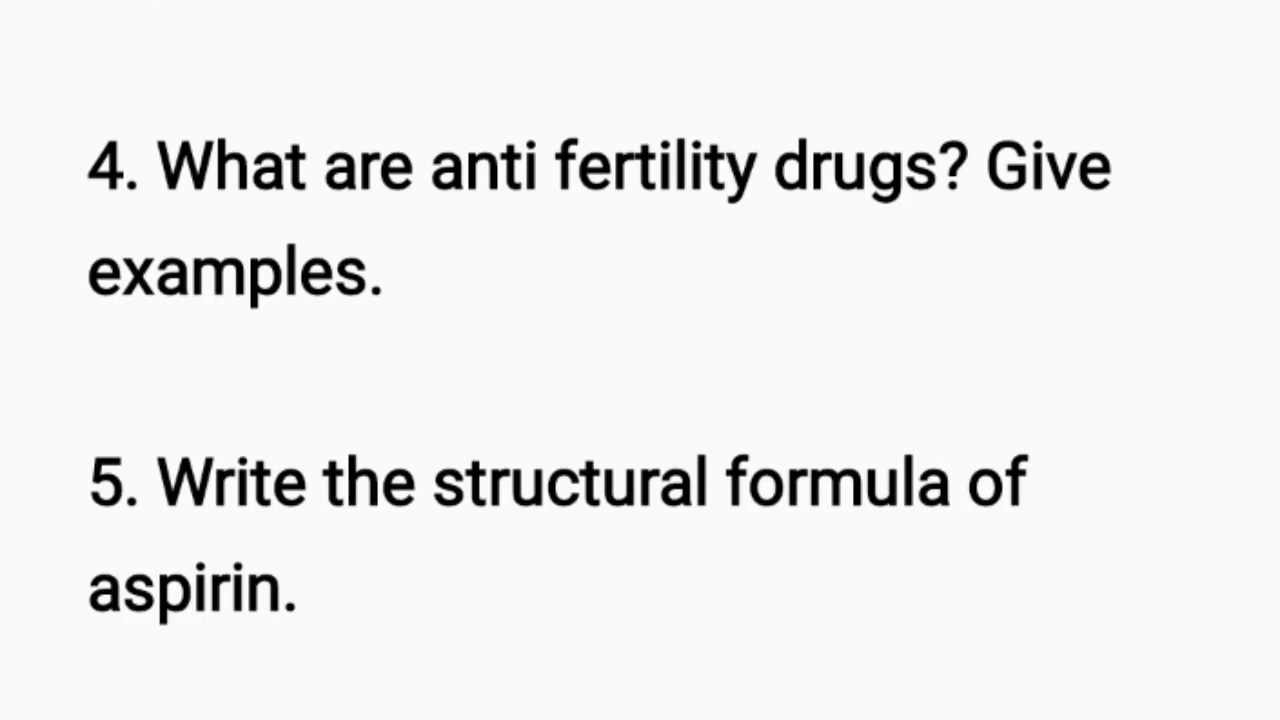 4. What are anti fertility drugs? Give
examples.
5. Write the structural formula of
aspirin.